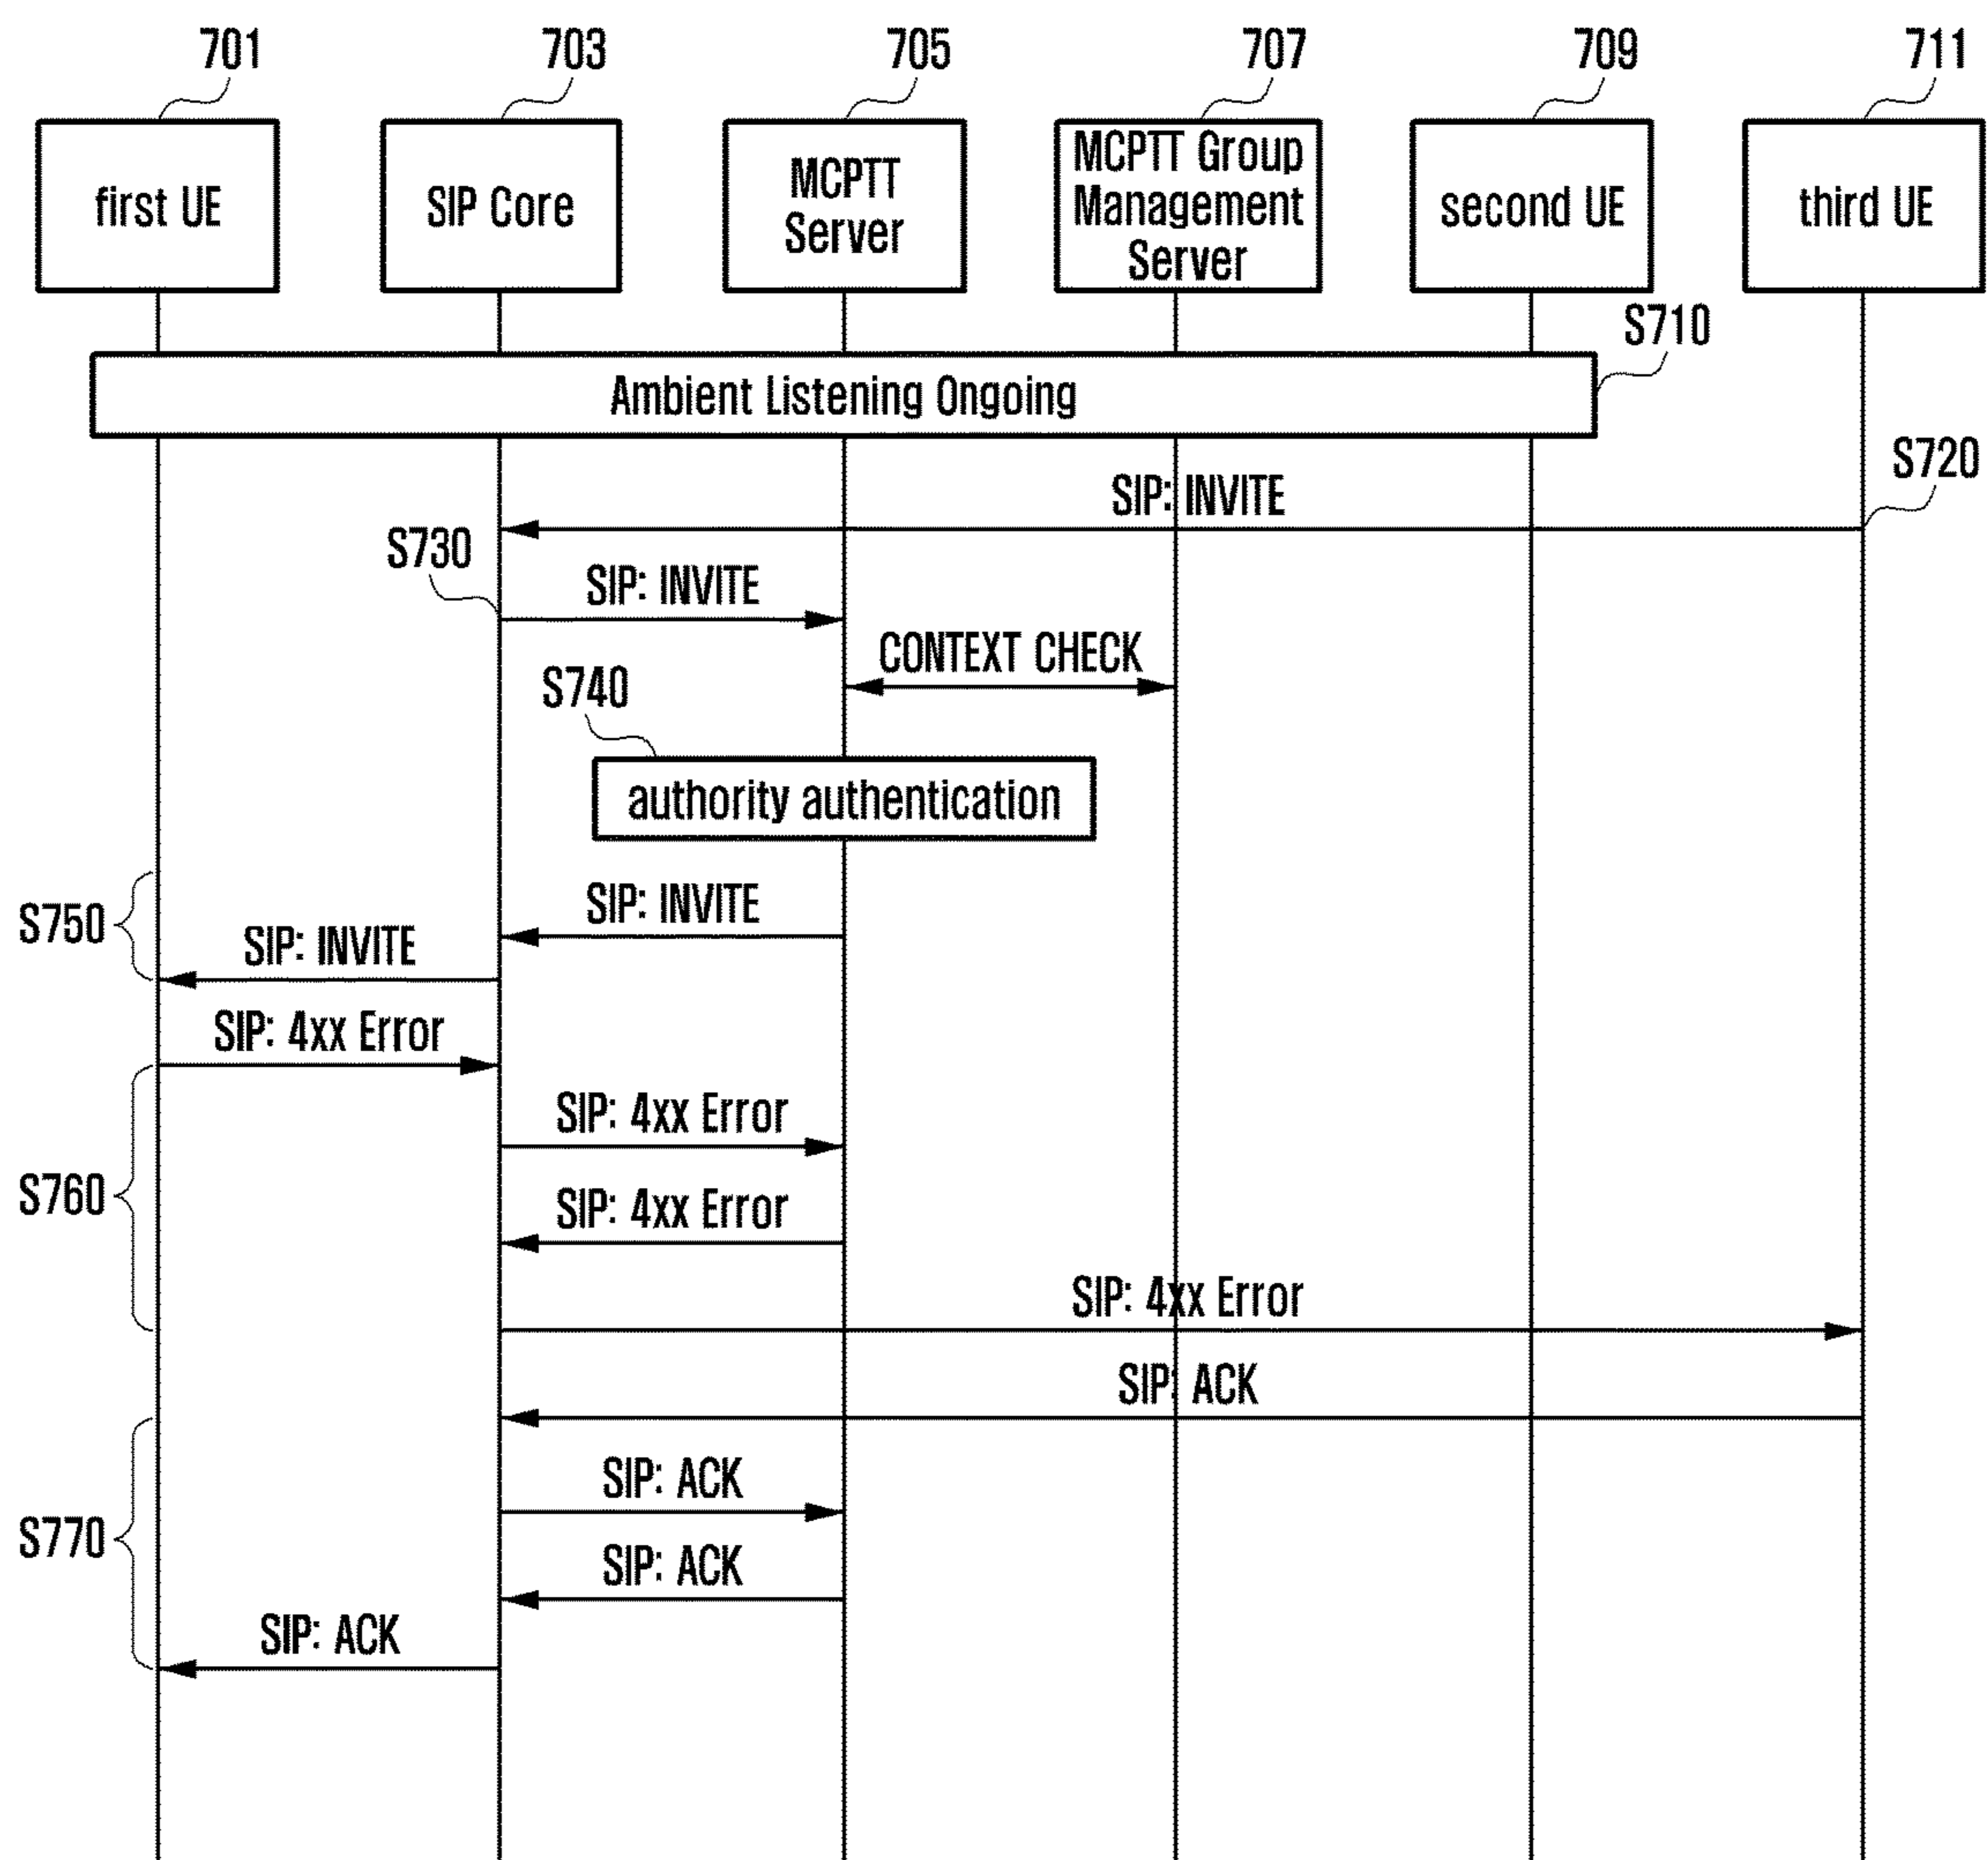 701
703
705
707
709
711
first UE
SIP Core
MCPTT
Server
MCPTT Group
Management
Server
second UE
third UE
S710
Ambient Listening Ongoing
S720
SIP: INVITE
S730
SIP: INVITE
CONTEXT CHECK
S740
authority authentication
S750
SIP: INVITE
SIP: INVITE
SIP: 4xx Error
SIP: 4xx Error
S760
SIP: 4xx Error
SIP: 4xx Error
SIP: ACK
SIP: ACK
S770
SIP: ACK
SIP: ACK